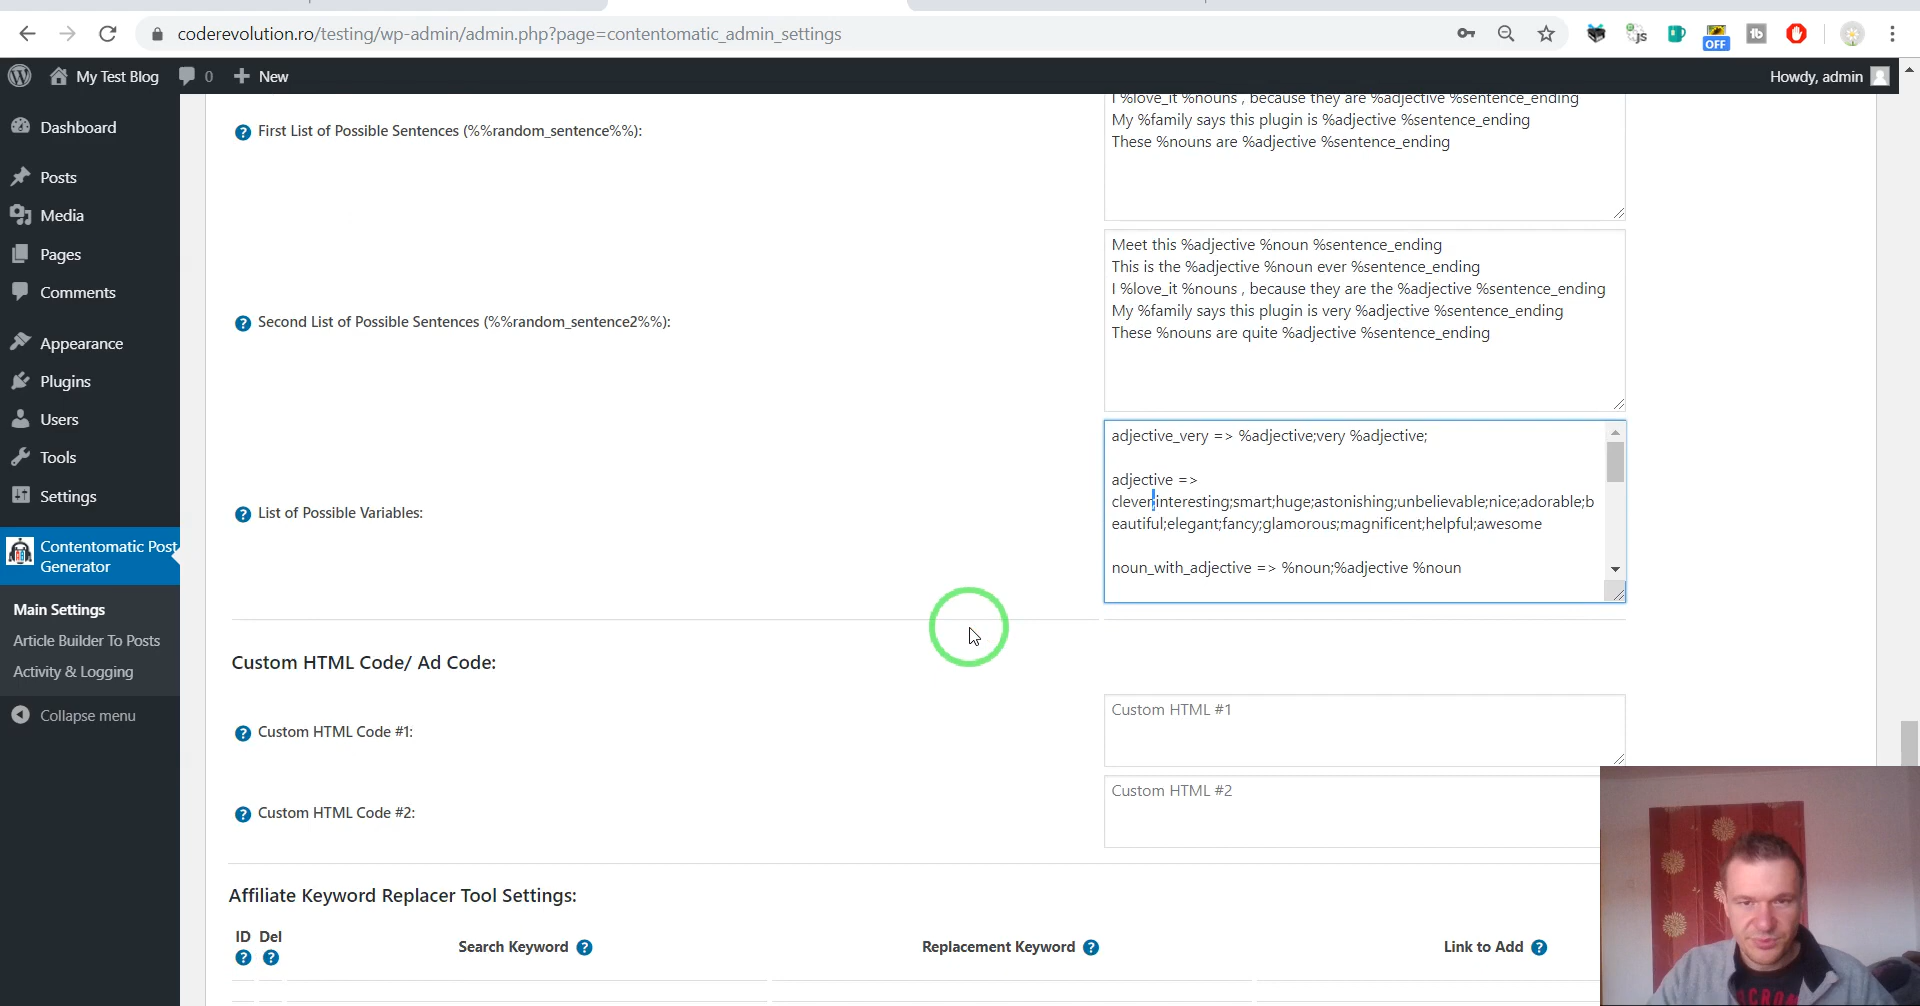 coderevolution.ro/testing/wp-admin/admin.php?page=contentomatic_admin_settings
JS
OFF
tb
My Test Blog
0
New
Howdy, admin
Dashboard
Posts
Media
Pages
Comments
Appearance
Plugins
Users
Tools
Settings
Contentomatic Post
Generator
Main Settings
Article Builder To Posts
Activity & Logging
Collapse menu
First List of Possible Sentences (%%random_sentence%%):
I %love_it %nouns , because they are %adjective %sentence_ending
My %family says this plugin is %adjective %sentence_ending
These %nouns are %adjective %sentence_ending
Second List of Possible Sentences (%%random_sentence2%%):
Meet this %adjective %noun %sentence_ending
This is the %adjective %noun ever %sentence_ending
I %love_it %nouns , because they are the %adjective %sentence_ending
My %family says this plugin is very %adjective %sentence_ending
These %nouns are quite %adjective %sentence_ending
List of Possible Variables:
adjective_very => %adjective;very %adjective;
adjective =>
clever;interesting;smart;huge;astonishing;unbelievable;nice;adorable;b
eautiful;elegant;fancy;glamorous;magnificent;helpful;awesome
noun_with_adjective => %noun;%adjective %noun
Custom HTML Code/ Ad Code:
Custom HTML Code #1:
Custom HTML #1
Custom HTML Code #2:
Custom HTML #2
Affiliate Keyword Replacer Tool Settings:
ID Del
Search Keyword
Replacement Keyword
Link to Add